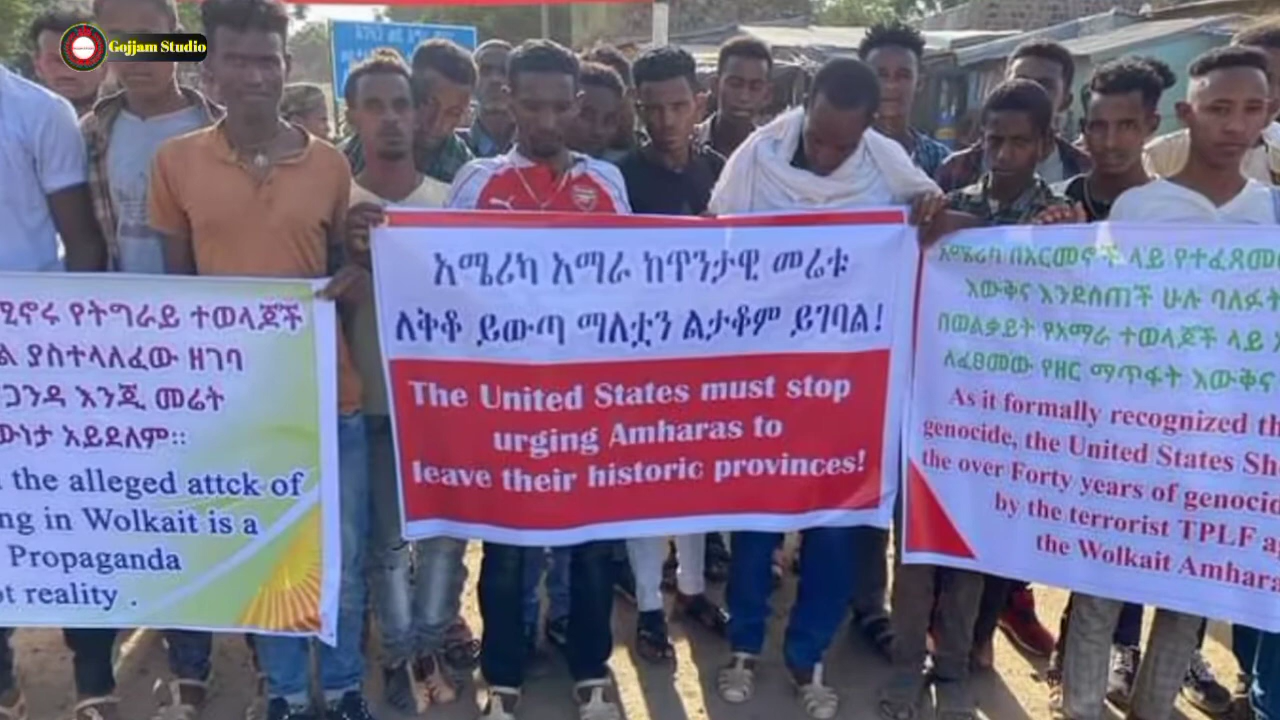 Gojjam Studio
ሚኖሩ የትግራይ ተወላጆች
ል ያስተላለፈው ዘገባ
ጋንዳ እንጂ መሬት
ውነታ አይደለም።
the alleged attck of
ng in Wolkait is a
Propaganda
ot reality .
አሜሪካ አማራ ከጥንታዊ መሬቱ
ለቅቆ ይውጣ ማለቷን ልታቆም ይገባል!
The United States must stop
urging Amharas to
leave their historic provinces!
አሜሪካ በአርመኖች ላይ የተፈጸመ
እውቅና እንደሰጠች ሁሉ ባለፉት
በወልቃይት የአማራ ተወላጆች ላይ
ለፈፀመው የዘር ማጥፋት እውቅና
As it formally recognized th
genocide, the United States Sh
the over Forty years of genocid
by the terrorist TPLF a
the Wolkait Amhara